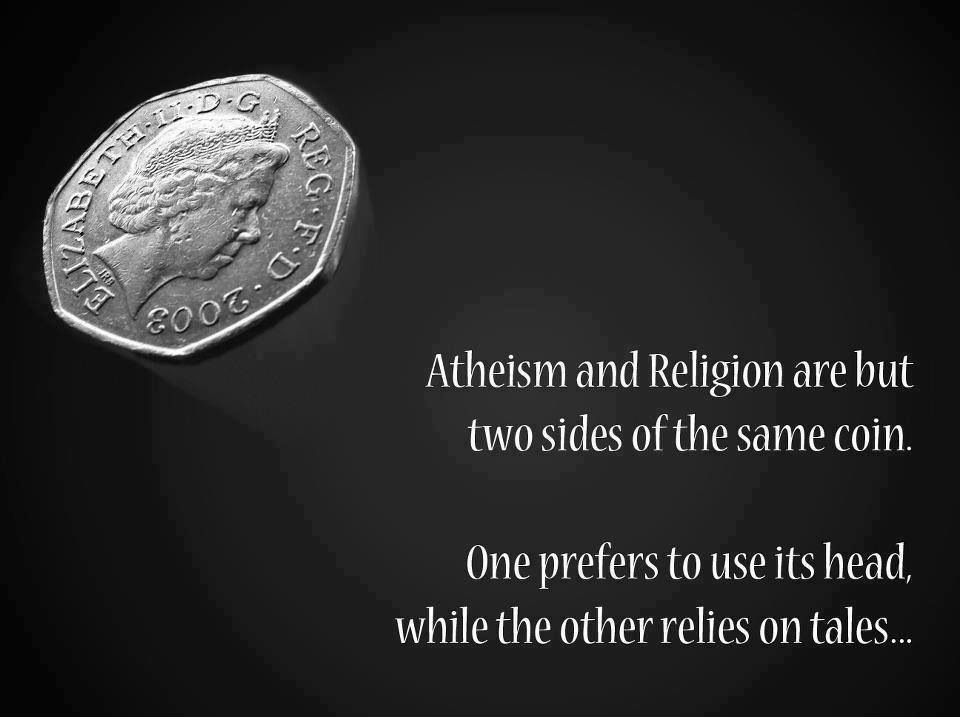 ELIZABETH·II·D·G
REG·F·D·2003
IRB
Atheism and Religion are but
two sides of the same coin.
One prefers to use its head,
while the other relies on tales...